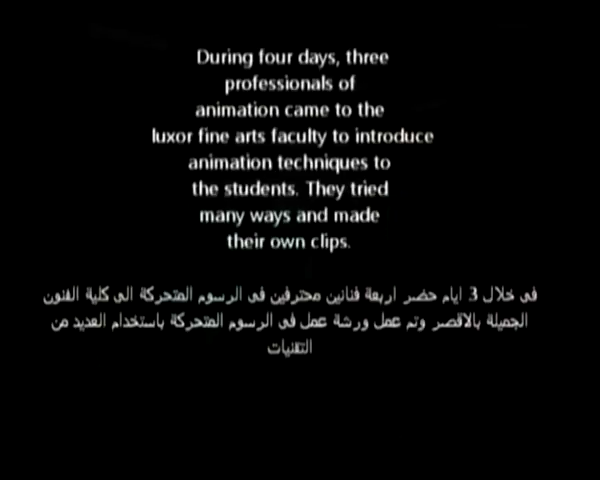 During four days, three
professionals of
animation came to the
luxor fine arts faculty to introduce
animation techniques to
the students. They tried
many ways and made
their own clips.
فى خلال 3 ايام حضر اربعة فنانين محترفين فى الرسوم المتحركة الى كلية الفنون
الجميلة بالاقصر وتم عمل ورشة عمل فى الرسوم المتحركة باستخدام العديد من
التقنيات